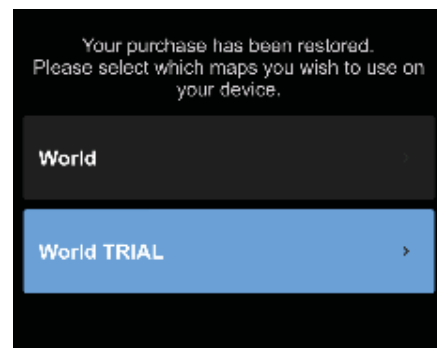 Your purchase has been restored.
Please select which maps you wish to use on
your device.
World
World TRIAL